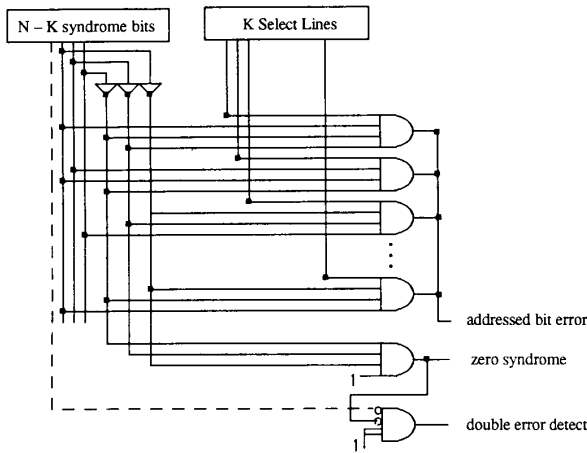 N – K syndrome bits
K Select Lines
addressed bit error
zero syndrome
1
double error detect
1